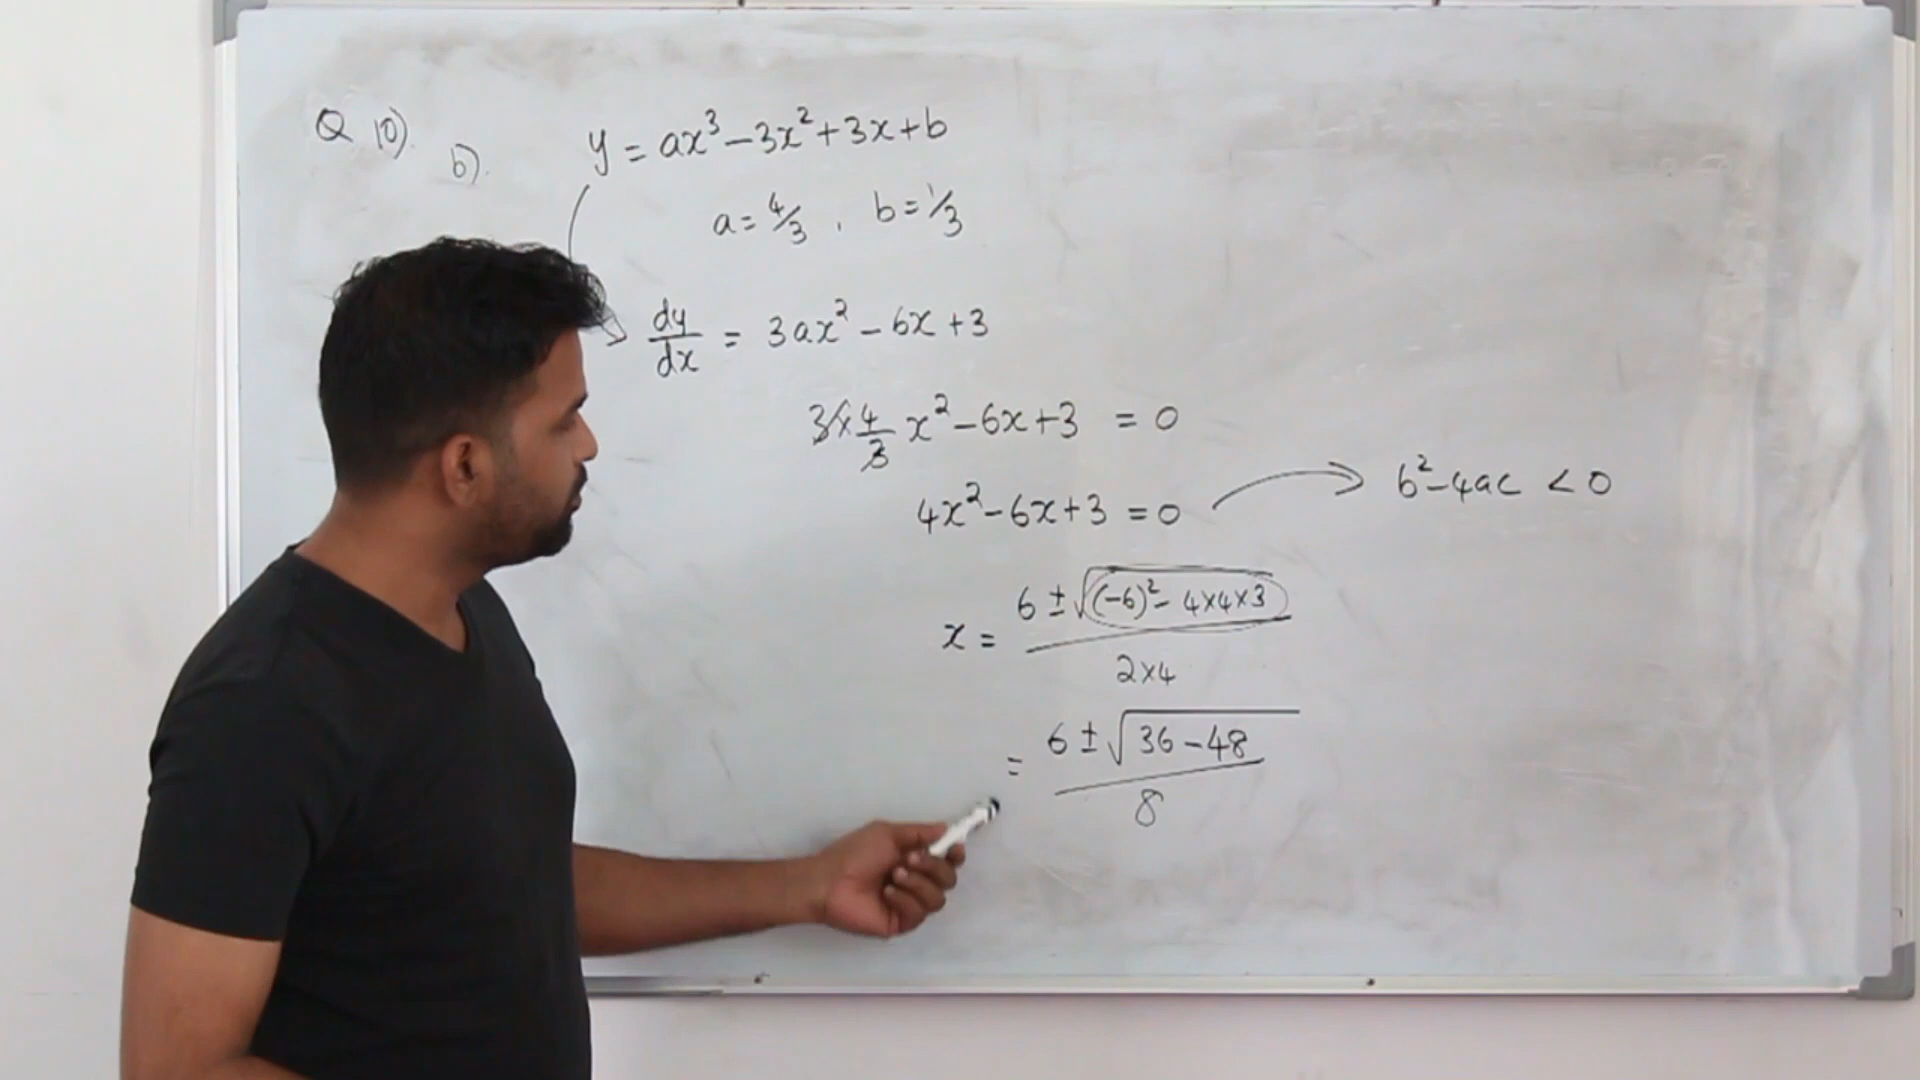 Q 10).
b).
y = ax³ − 3x² + 3x + b
a = 4/3 , b = 1/3
dy/dx = 3ax² − 6x + 3
3 × 4/3 x² − 6x + 3 = 0
4x² − 6x + 3 = 0 → b² − 4ac < 0
x = (6 ± √((−6)² − 4×4×3)) / (2×4)
= (6 ± √(36 − 48)) / 8